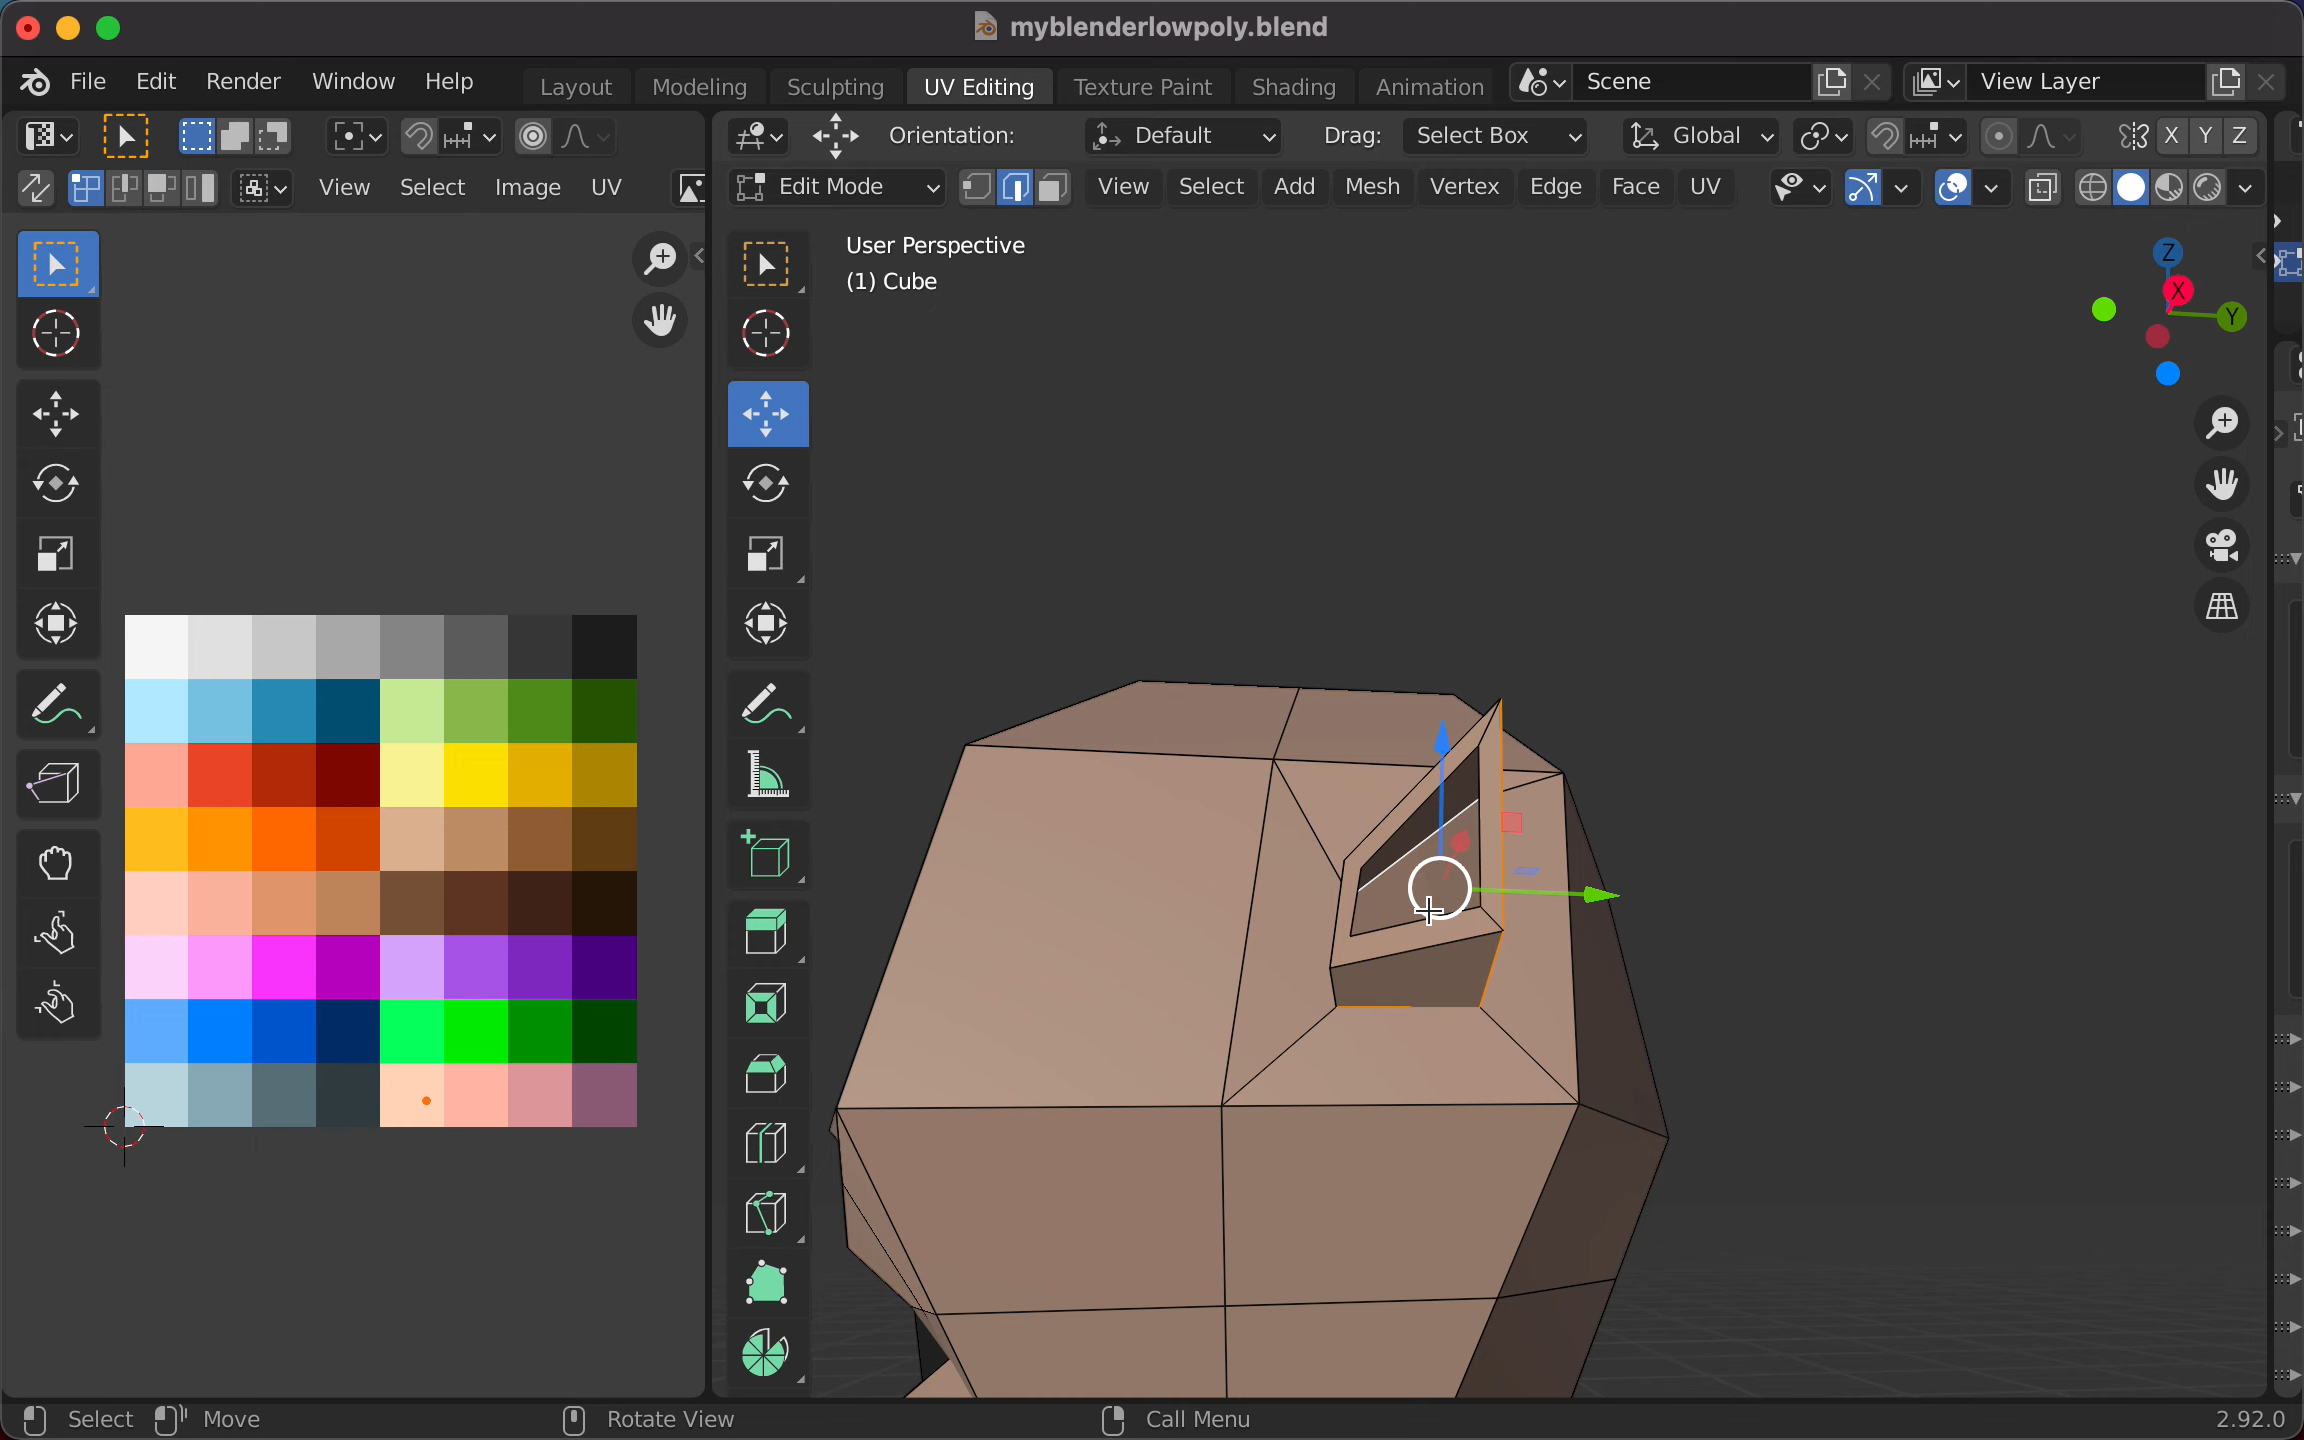 myblenderlowpoly.blend
File Edit Render Window Help Layout Modeling Sculpting UV Editing Texture Paint Shading Animation Scene View Layer
Orientation: Default Drag: Select Box Global X Y Z
View Select Image UV Edit Mode View Select Add Mesh Vertex Edge Face UV
User Perspective
(1) Cube
Z
X
Y
Select Move Rotate View Call Menu 2.92.0